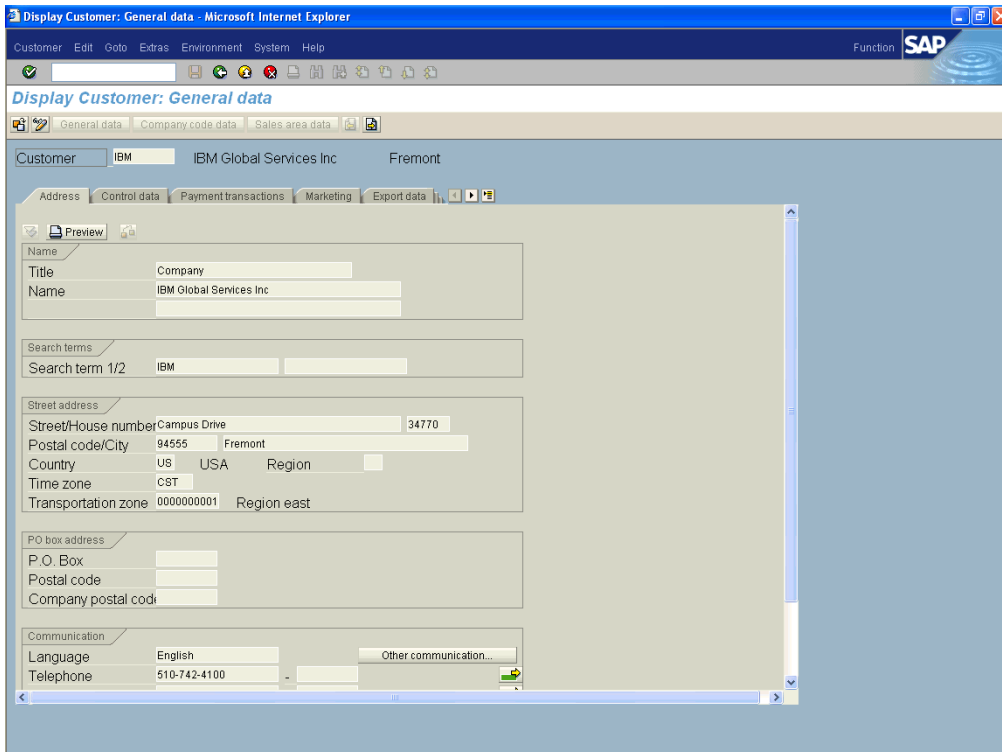 Display Customer: General data - Microsoft Internet Explorer
Customer Edit Goto Extras Environment System Help Function SAP
Display Customer: General data
General data Company code data Sales area data
Customer IBM IBM Global Services Inc Fremont
Address Control data Payment transactions Marketing Export data
Preview
Name
Title Company
Name IBM Global Services Inc
Search terms
Search term 1/2 IBM
Street address
Street/House number Campus Drive 34770
Postal code/City 94555 Fremont
Country US USA Region
Time zone CST
Transportation zone 0000000001 Region east
PO box address
P.O. Box
Postal code
Company postal code
Communication
Language English Other communication...
Telephone 510-742-4100 -